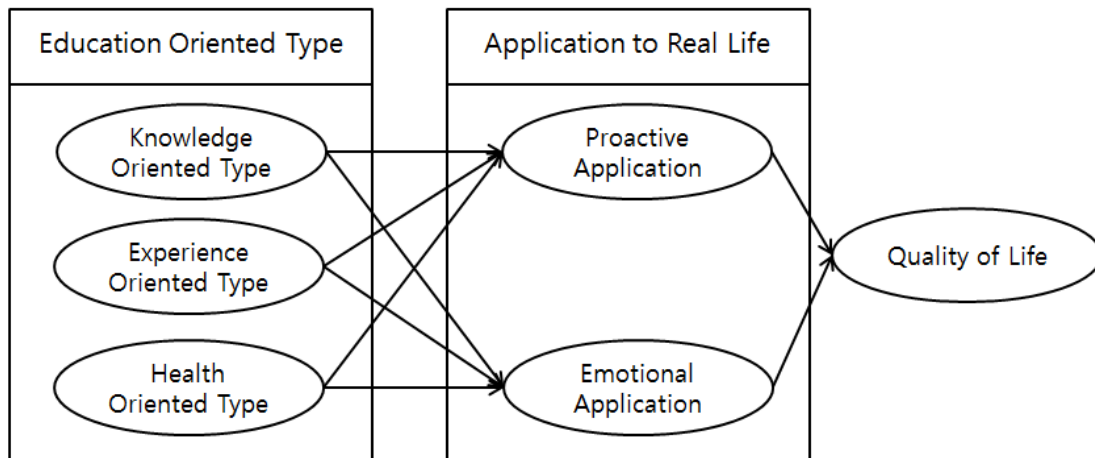 Education Oriented Type
Application to Real Life
Knowledge
Oriented Type
Proactive
Application
Experience
Oriented Type
Quality of Life
Health
Oriented Type
Emotional
Application